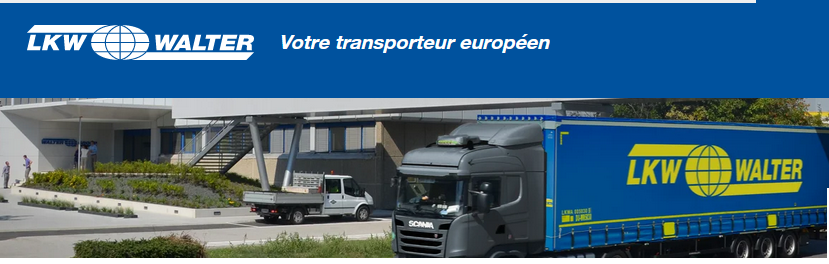 LKW WALTER
Votre transporteur européen
LKW WALTER
SCANIA